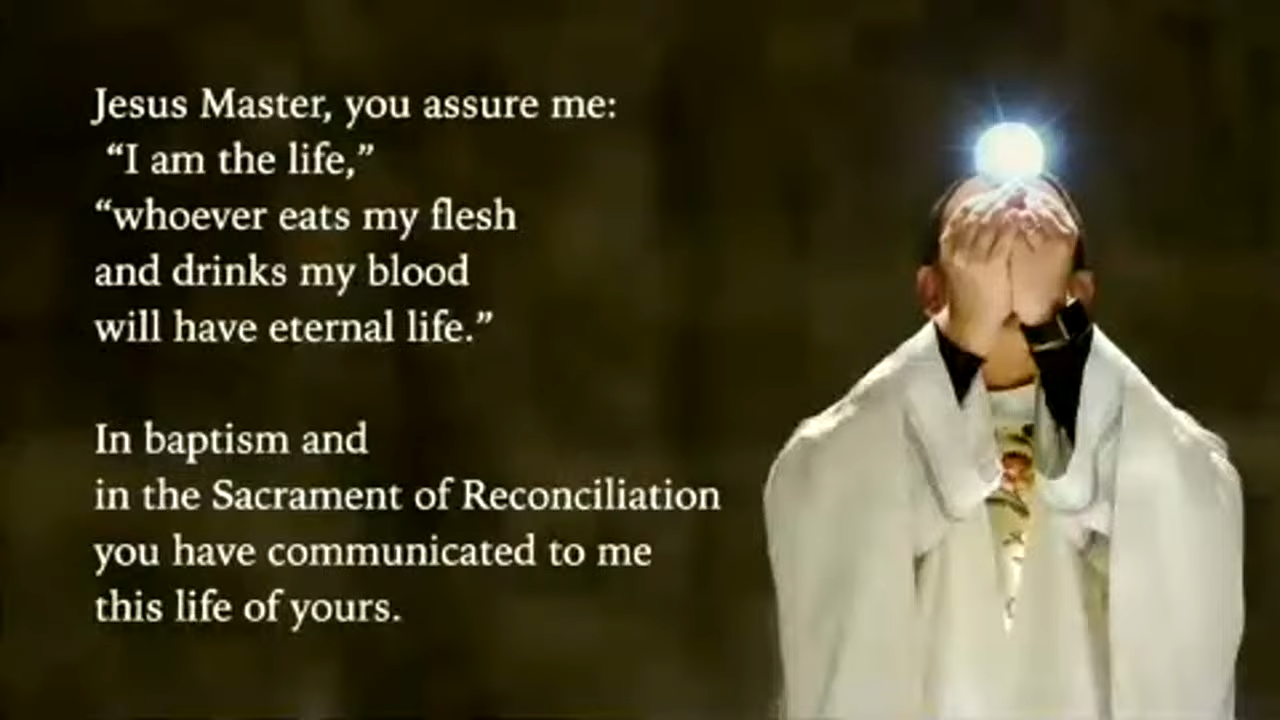 Jesus Master, you assure me:
“I am the life,”
“whoever eats my flesh
and drinks my blood
will have eternal life.”
In baptism and
in the Sacrament of Reconciliation
you have communicated to me
this life of yours.